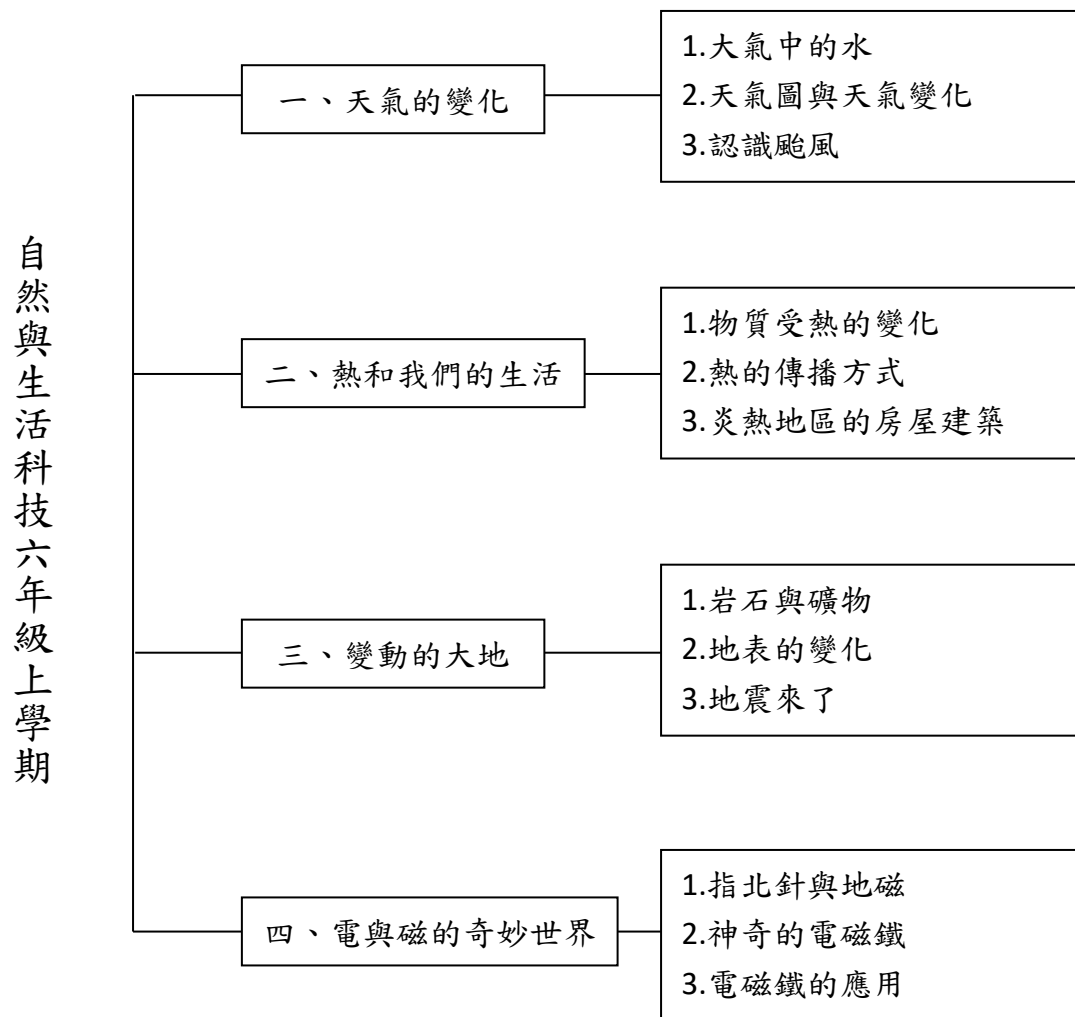 自然與生活科技六年級上學期
一、天氣的變化
1.大氣中的水
2.天氣圖與天氣變化
3.認識颱風
二、熱和我們的生活
1.物質受熱的變化
2.熱的傳播方式
3.炎熱地區的房屋建築
三、變動的大地
1.岩石與礦物
2.地表的變化
3.地震來了
四、電與磁的奇妙世界
1.指北針與地磁
2.神奇的電磁鐵
3.電磁鐵的應用